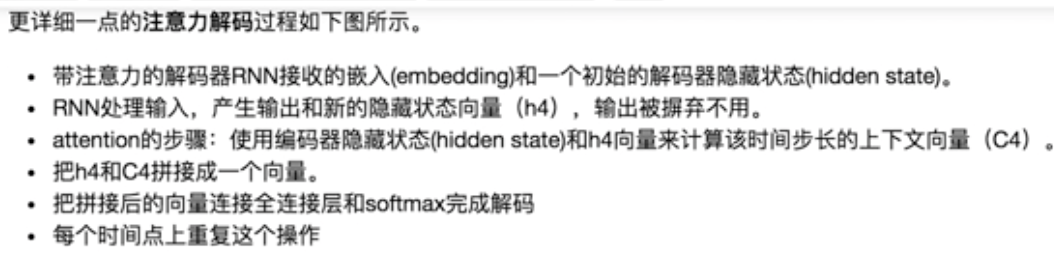 更详细一点的注意力解码过程如下图所示。
• 带注意力的解码器RNN接收的嵌入(embedding)和一个初始的解码器隐藏状态(hidden state)。
• RNN处理输入，产生输出和新的隐藏状态向量（h4），输出被摒弃不用。
• attention的步骤：使用编码器隐藏状态(hidden state)和h4向量来计算该时间步长的上下文向量（C4）。
• 把h4和C4拼接成一个向量。
• 把拼接后的向量连接全连接层和softmax完成解码
• 每个时间点上重复这个操作